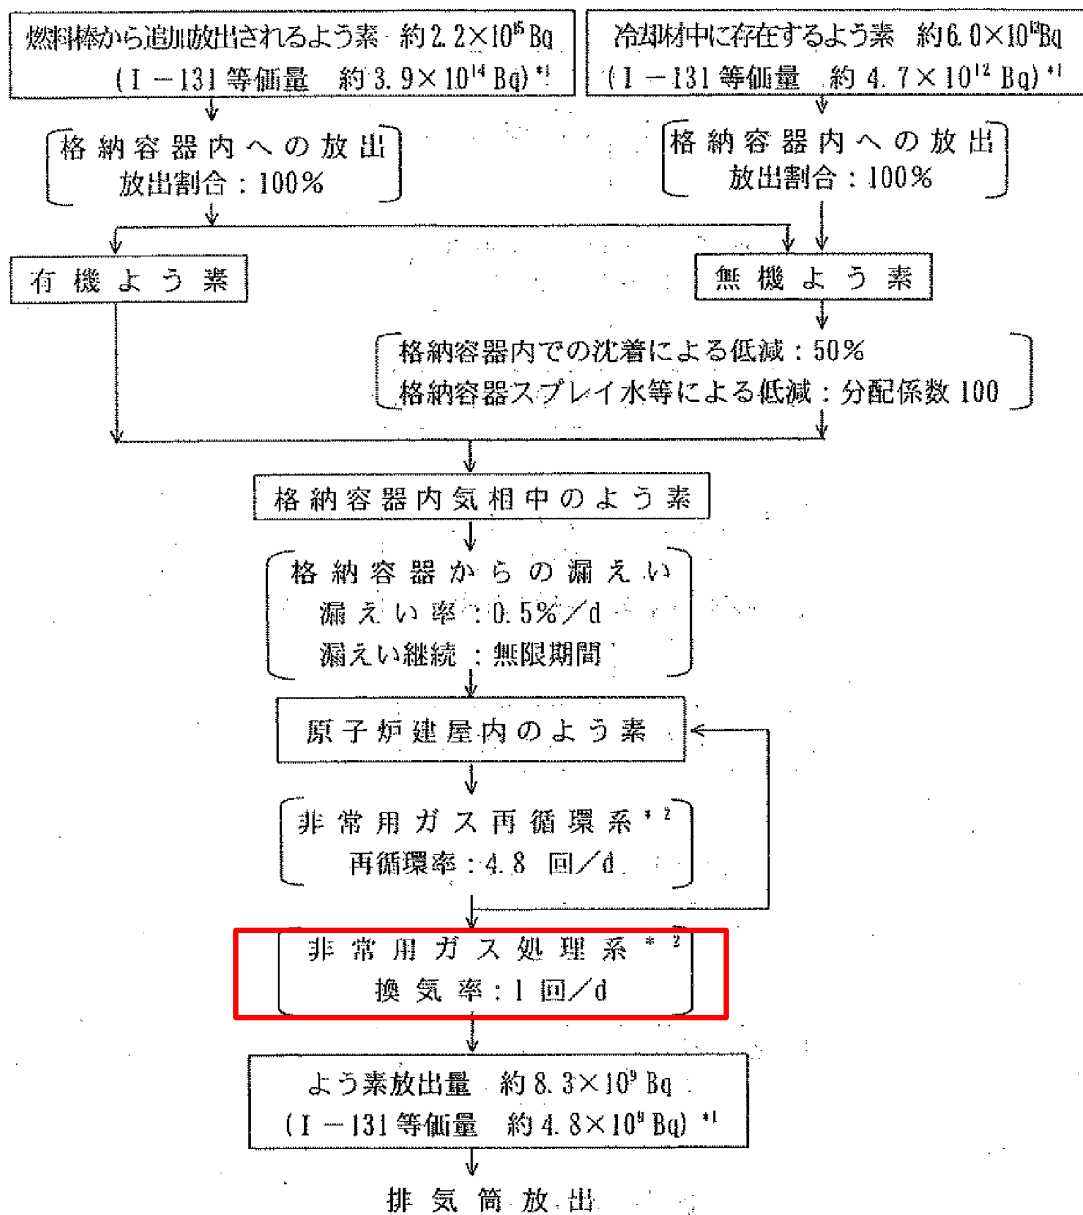 燃料棒から追加放出されるよう素 約2.2×10¹⁵Bq
(I－131等価量 約3.9×10¹⁴Bq)*¹
冷却材中に存在するよう素 約6.0×10¹²Bq
(I－131等価量 約4.7×10¹²Bq)*¹
格納容器内への放出
放出割合：100%
格納容器内への放出
放出割合：100%
有機よう素
無機よう素
格納容器内での沈着による低減：50%
格納容器スプレイ水等による低減：分配係数100
格納容器内気相中のよう素
格納容器からの漏えい
漏えい率：0.5%／d
漏えい継続：無限期間
原子炉建屋内のよう素
非常用ガス再循環系*²
再循環率：4.8 回／d
非常用ガス処理系*²
換気率：1回／d
よう素放出量 約8.3×10⁹Bq
(I－131等価量 約4.8×10⁹Bq)*¹
排気筒放出